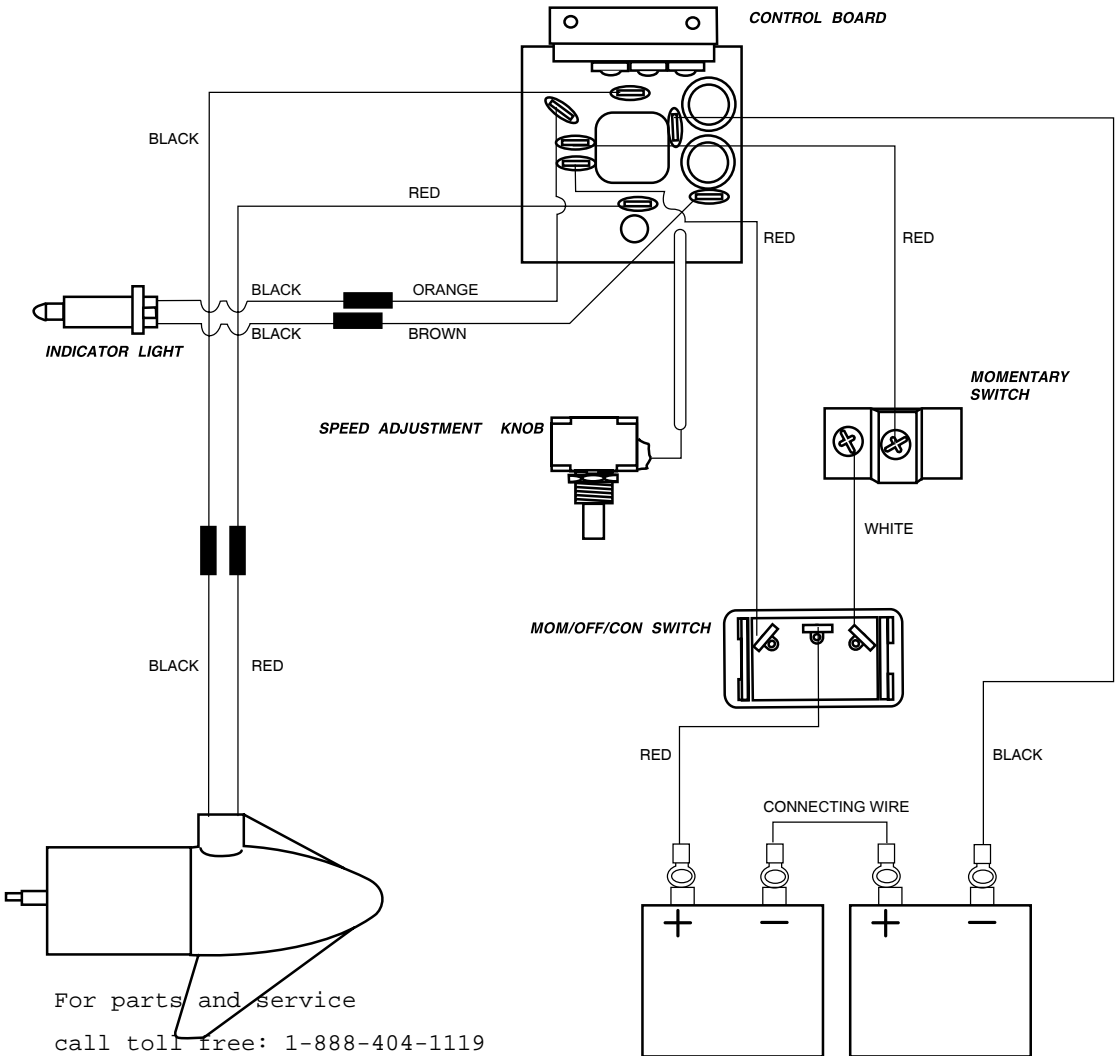 CONTROL BOARD
BLACK
RED
RED
RED
BLACK
ORANGE
BLACK
BROWN
INDICATOR LIGHT
MOMENTARY
SWITCH
SPEED ADJUSTMENT KNOB
WHITE
MOM/OFF/CON SWITCH
BLACK
RED
RED
BLACK
CONNECTING WIRE
+
−
+
−
For parts and service
call toll free: 1-888-404-1119